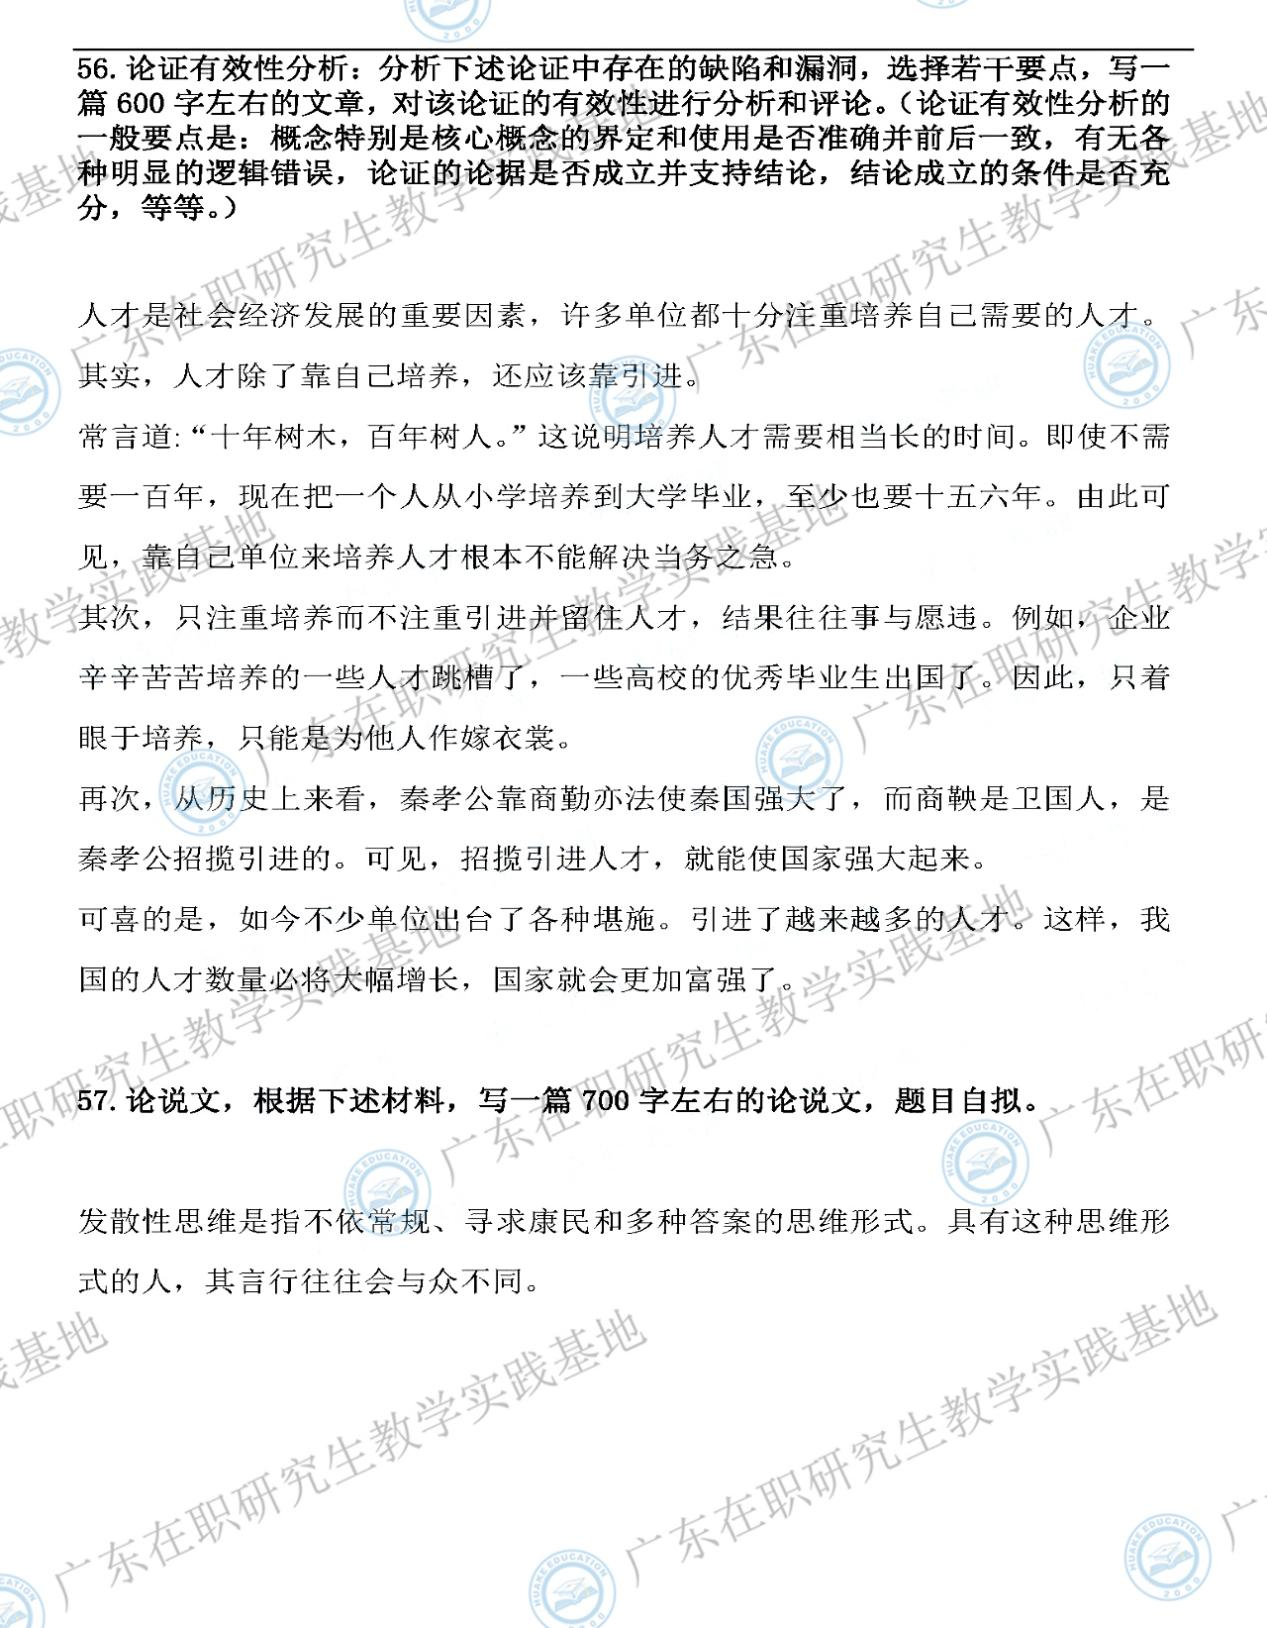 56. 论证有效性分析：分析下述论证中存在的缺陷和漏洞，选择若干要点，写一
篇 600 字左右的文章，对该论证的有效性进行分析和评论。（论证有效性分析的
一般要点是：概念特别是核心概念的界定和使用是否准确并前后一致，有无各
种明显的逻辑错误，论证的论据是否成立并支持结论，结论成立的条件是否充
分，等等。）
人才是社会经济发展的重要因素，许多单位都十分注重培养自己需要的人才。
其实，人才除了靠自己培养，还应该靠引进。
常言道:“十年树木，百年树人。”这说明培养人才需要相当长的时间。即使不需
要一百年，现在把一个人从小学培养到大学毕业，至少也要十五六年。由此可
见，靠自己单位来培养人才根本不能解决当务之急。
其次，只注重培养而不注重引进并留住人才，结果往往事与愿违。例如，企业
辛辛苦苦培养的一些人才跳槽了，一些高校的优秀毕业生出国了。因此，只着
眼于培养，只能是为他人作嫁衣裳。
再次，从历史上来看，秦孝公靠商勤亦法使秦国强大了，而商鞅是卫国人，是
秦孝公招揽引进的。可见，招揽引进人才，就能使国家强大起来。
可喜的是，如今不少单位出台了各种堪施。引进了越来越多的人才。这样，我
国的人才数量必将大幅增长，国家就会更加富强了。
57. 论说文，根据下述材料，写一篇 700 字左右的论说文，题目自拟。
发散性思维是指不依常规、寻求康民和多种答案的思维形式。具有这种思维形
式的人，其言行往往会与众不同。
广东在职研究生教学实践基地
HUAKE EDUCATION
2000